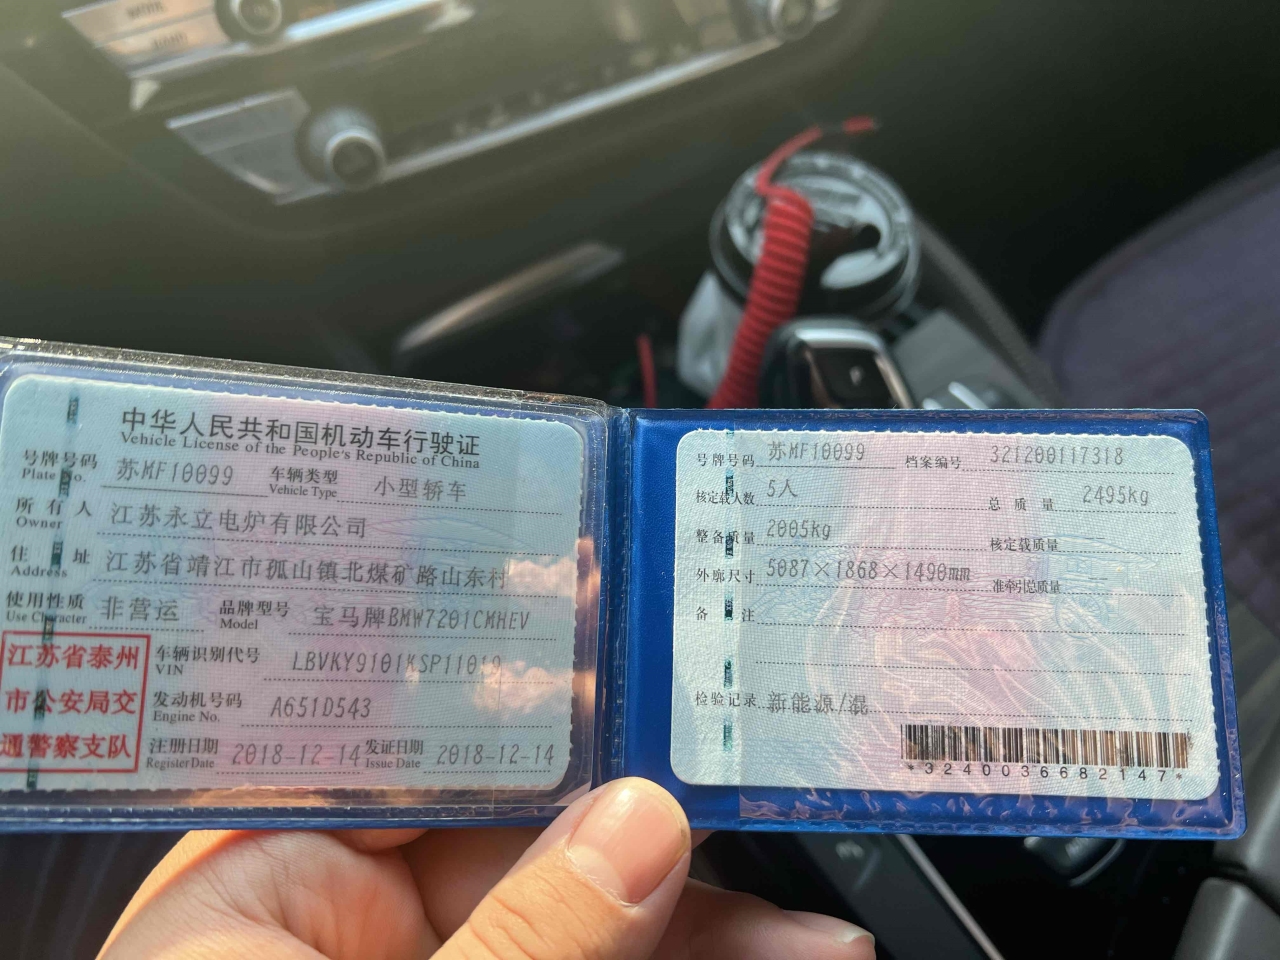 中华人民共和国机动车行驶证
Vehicle License of the People's Republic of China
号牌号码 苏MF10099 车辆类型 小型轿车
Plate No. Vehicle Type
所有人 江苏永立电炉有限公司
Owner
住址 江苏省靖江市孤山镇北煤矿路山东村
Address
使用性质 非营运 品牌型号 宝马牌BMW7201CMHEV
Use Character Model
江苏省泰州
市公安局交
通警察支队
车辆识别代号 LBVKY9101KSP11019
VIN
发动机号码 A651D543
Engine No.
注册日期 2018-12-14 发证日期 2018-12-14
Register Date Issue Date
号牌号码 苏MF10099 档案编号 321200117318
核定载人数 5人 总质量 2495kg
整备质量 2005kg 核定载质量 --
外廓尺寸 5087×1868×1490mm 准牵引总质量 --
备注
检验记录 新能源/混
*3240036682147*